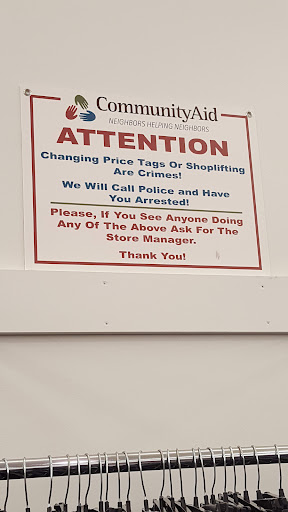 CommunityAid
NEIGHBORS HELPING NEIGHBORS
ATTENTION
Changing Price Tags Or Shoplifting
Are Crimes!
We Will Call Police and Have
You Arrested!
Please, If You See Anyone Doing
Any Of The Above Ask For The
Store Manager.
Thank You!